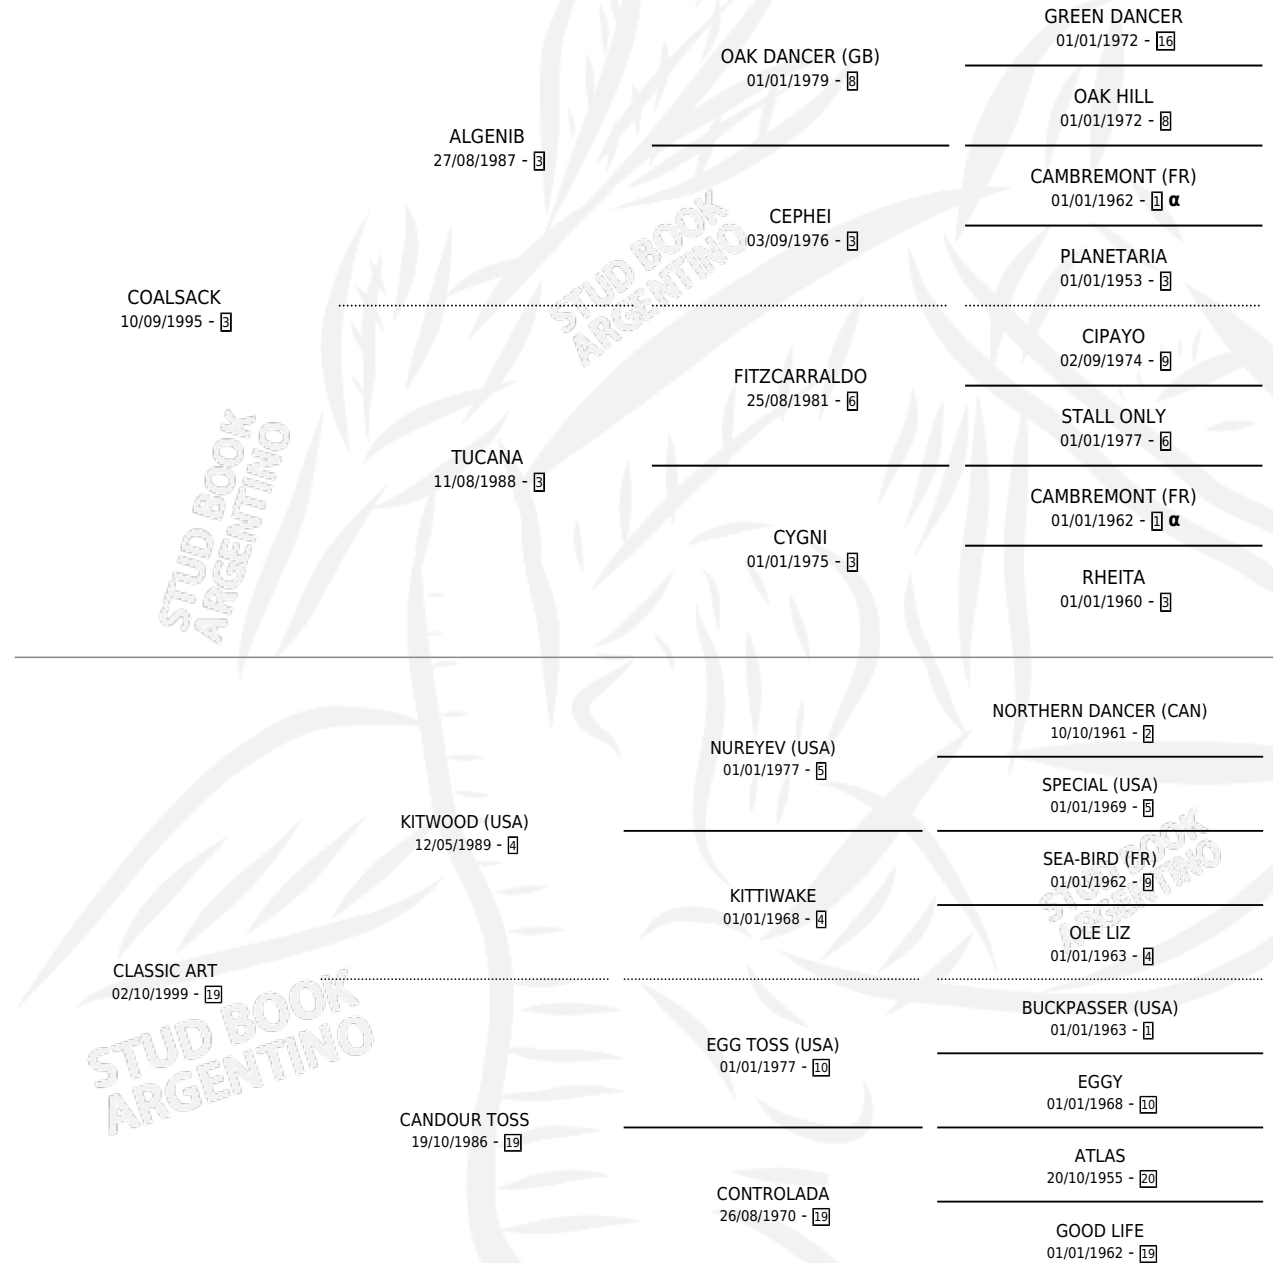 GREEN DANCER
01/01/1972 - 16
OAK DANCER (GB)
01/01/1979 - 8
OAK HILL
01/01/1972 - 8
ALGENIB
27/08/1987 - 3
CAMBREMONT (FR)
01/01/1962 - 1 α
CEPHEI
03/09/1976 - 3
PLANETARIA
01/01/1953 - 3
COALSACK
10/09/1995 - 3
CIPAYO
02/09/1974 - 9
FITZCARRALDO
25/08/1981 - 6
STALL ONLY
01/01/1977 - 6
TUCANA
11/08/1988 - 3
CAMBREMONT (FR)
01/01/1962 - 1 α
CYGNI
01/01/1975 - 3
RHEITA
01/01/1960 - 3
NORTHERN DANCER (CAN)
10/10/1961 - 2
NUREYEV (USA)
01/01/1977 - 5
SPECIAL (USA)
01/01/1969 - 5
KITWOOD (USA)
12/05/1989 - 4
SEA-BIRD (FR)
01/01/1962 - 9
KITTIWAKE
01/01/1968 - 4
OLE LIZ
01/01/1963 - 4
CLASSIC ART
02/10/1999 - 19
BUCKPASSER (USA)
01/01/1963 - 1
EGG TOSS (USA)
01/01/1977 - 10
EGGY
01/01/1968 - 10
CANDOUR TOSS
19/10/1986 - 19
ATLAS
20/10/1955 - 20
CONTROLADA
26/08/1970 - 19
GOOD LIFE
01/01/1962 - 19
STUD BOOK
ARGENTINO
STUD BOOK
ARGENTINO
STUD BOOK
ARGENTINO
STUD BOOK
ARGENTINO